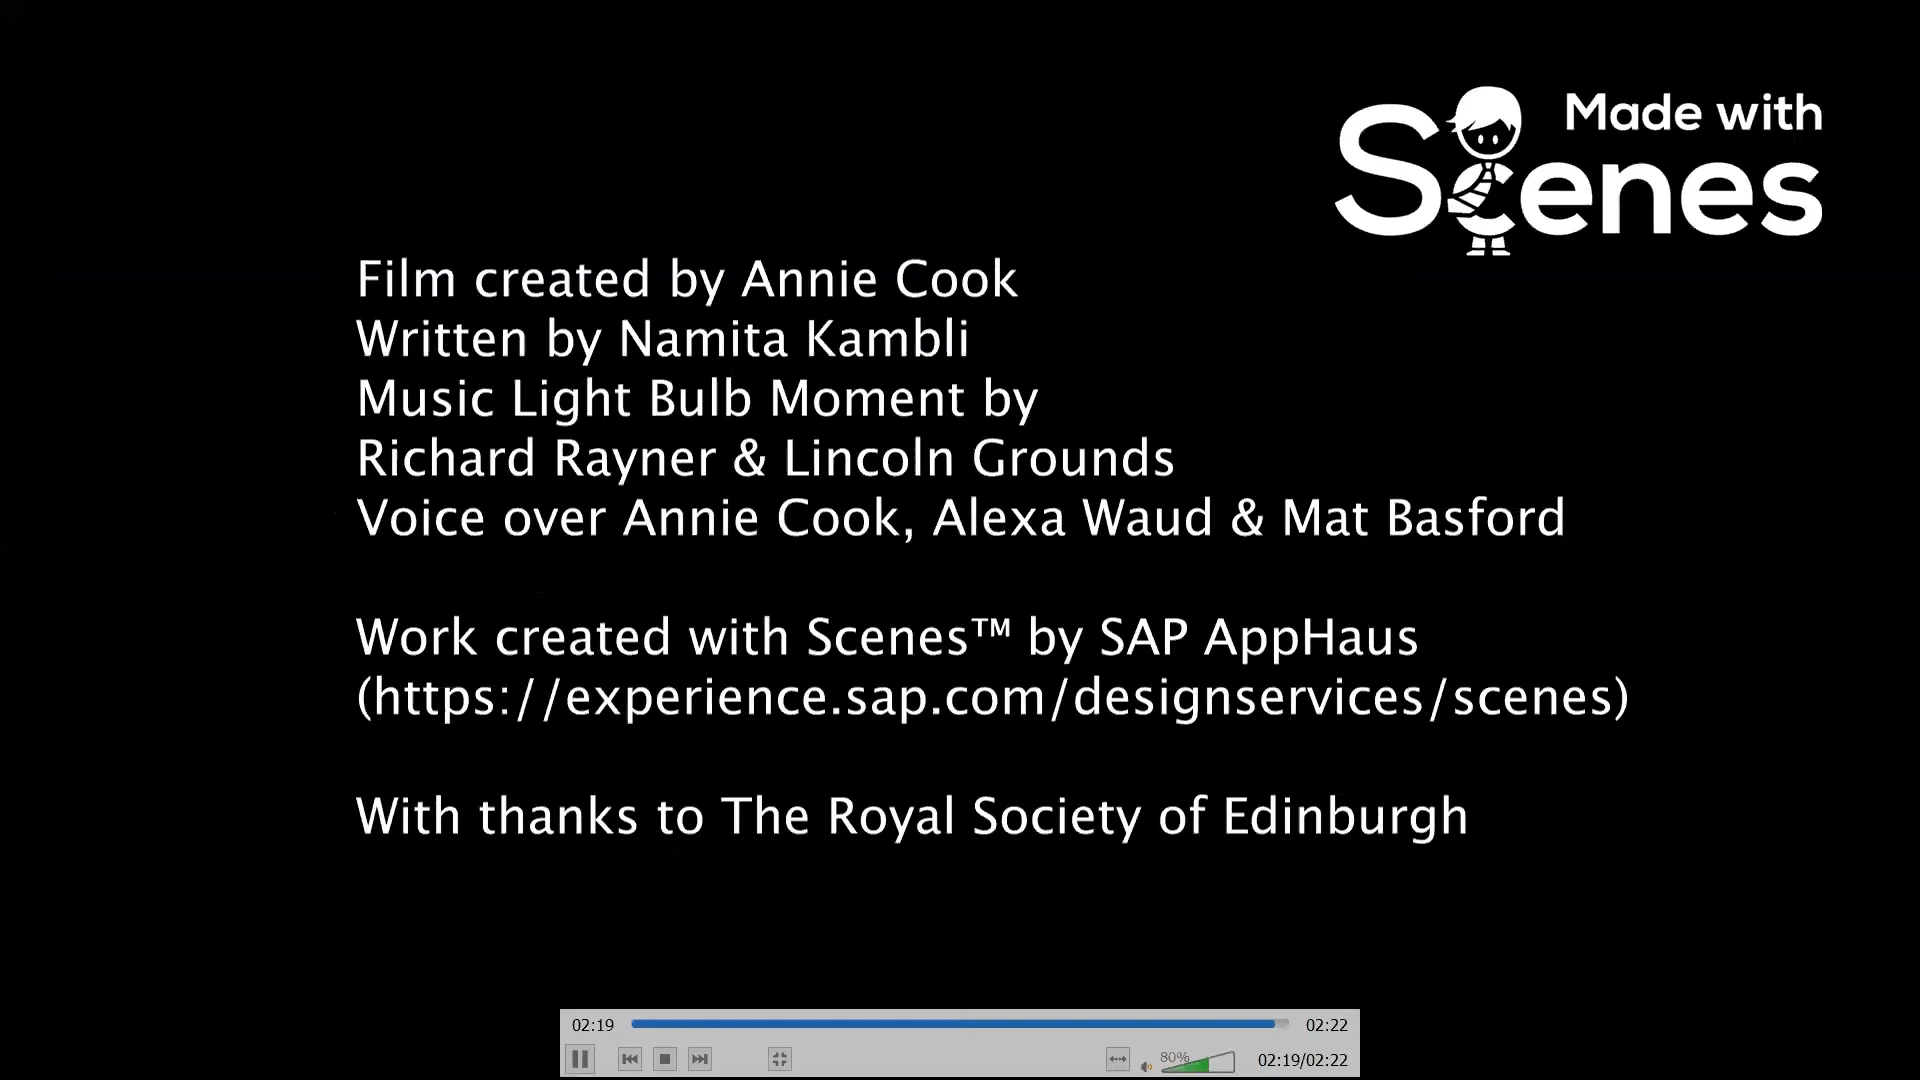 Made with
Scenes
Film created by Annie Cook
Written by Namita Kambli
Music Light Bulb Moment by
Richard Rayner & Lincoln Grounds
Voice over Annie Cook, Alexa Waud & Mat Basford
Work created with Scenes™ by SAP AppHaus
(https://experience.sap.com/designservices/scenes)
With thanks to The Royal Society of Edinburgh
02:19 02:22
80% 02:19/02:22